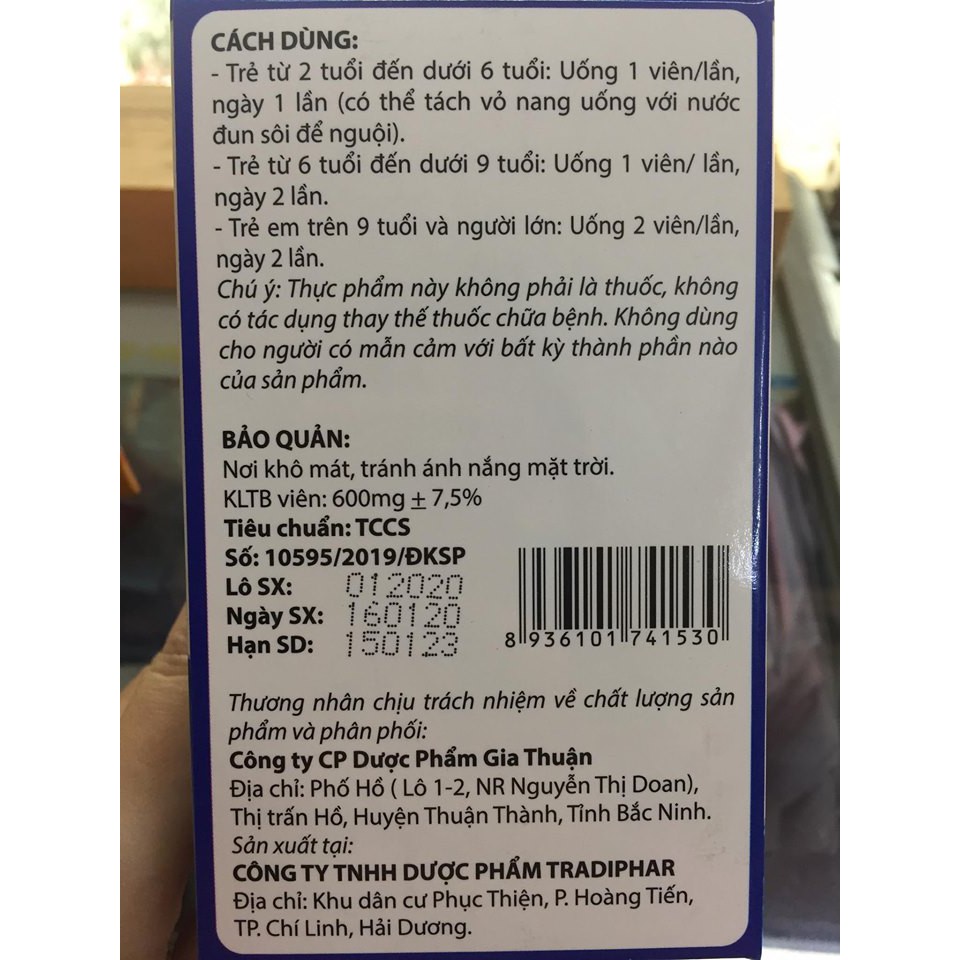 CÁCH DÙNG:
- Trẻ từ 2 tuổi đến dưới 6 tuổi: Uống 1 viên/lần,
ngày 1 lần (có thể tách vỏ nang uống với nước
đun sôi để nguội).
- Trẻ từ 6 tuổi đến dưới 9 tuổi: Uống 1 viên/ lần,
ngày 2 lần.
- Trẻ em trên 9 tuổi và người lớn: Uống 2 viên/lần,
ngày 2 lần.
Chú ý: Thực phẩm này không phải là thuốc, không
có tác dụng thay thế thuốc chữa bệnh. Không dùng
cho người có mẫn cảm với bất kỳ thành phần nào
của sản phẩm.
BẢO QUẢN:
Nơi khô mát, tránh ánh nắng mặt trời.
KLTB viên: 600mg ± 7,5%
Tiêu chuẩn: TCCS
Số: 10595/2019/ĐKSP
Lô SX: 012020
Ngày SX: 160120
Hạn SD: 150123
8 936101 741530
Thương nhân chịu trách nhiệm về chất lượng sản
phẩm và phân phối:
Công ty CP Dược Phẩm Gia Thuận
Địa chỉ: Phố Hồ ( Lô 1-2, NR Nguyễn Thị Doan),
Thị trấn Hồ, Huyện Thuận Thành, Tỉnh Bắc Ninh.
Sản xuất tại:
CÔNG TY TNHH DƯỢC PHẨM TRADIPHAR
Địa chỉ: Khu dân cư Phục Thiện, P. Hoàng Tiến,
TP. Chí Linh, Hải Dương.